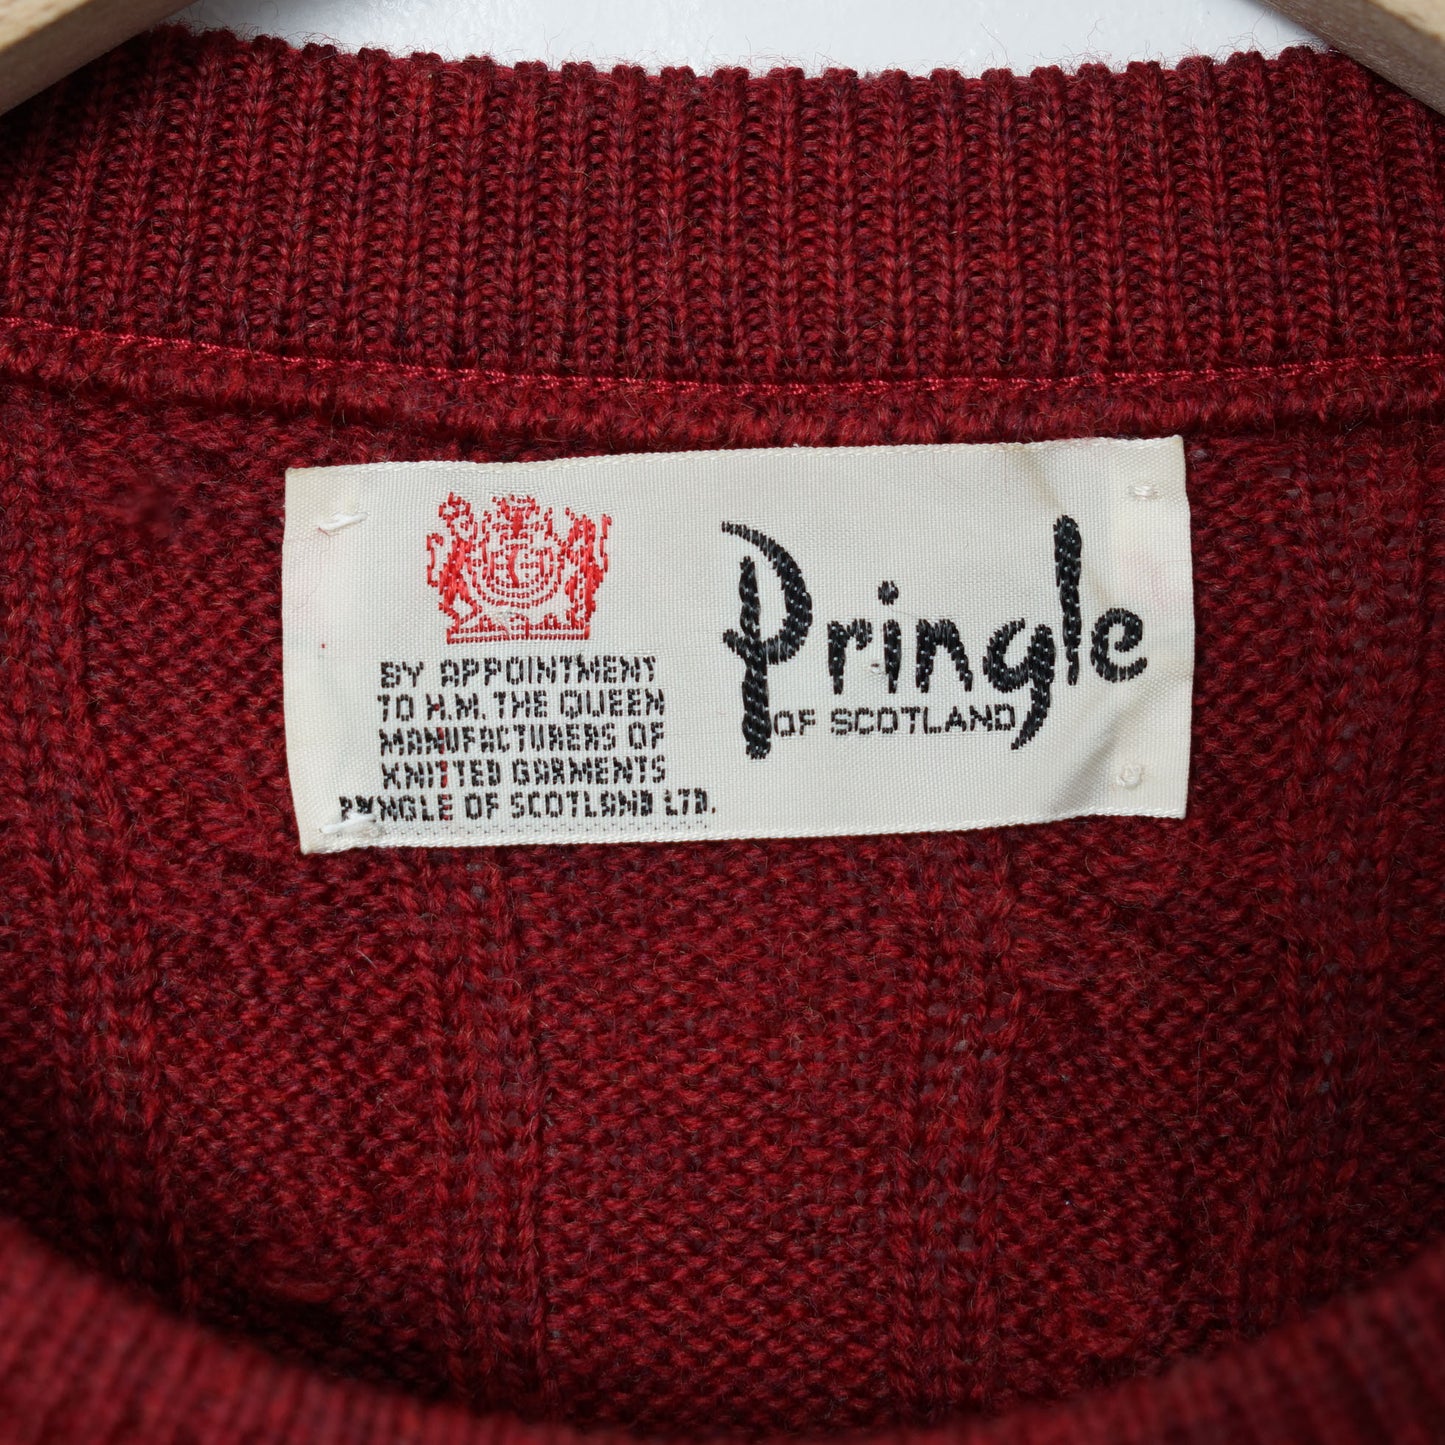 BY APPOINTMENT
TO H.M. THE QUEEN
MANUFACTURERS OF
KNITTED GARMENTS
PRINGLE OF SCOTLAND LTD.
Pringle
OF SCOTLAND